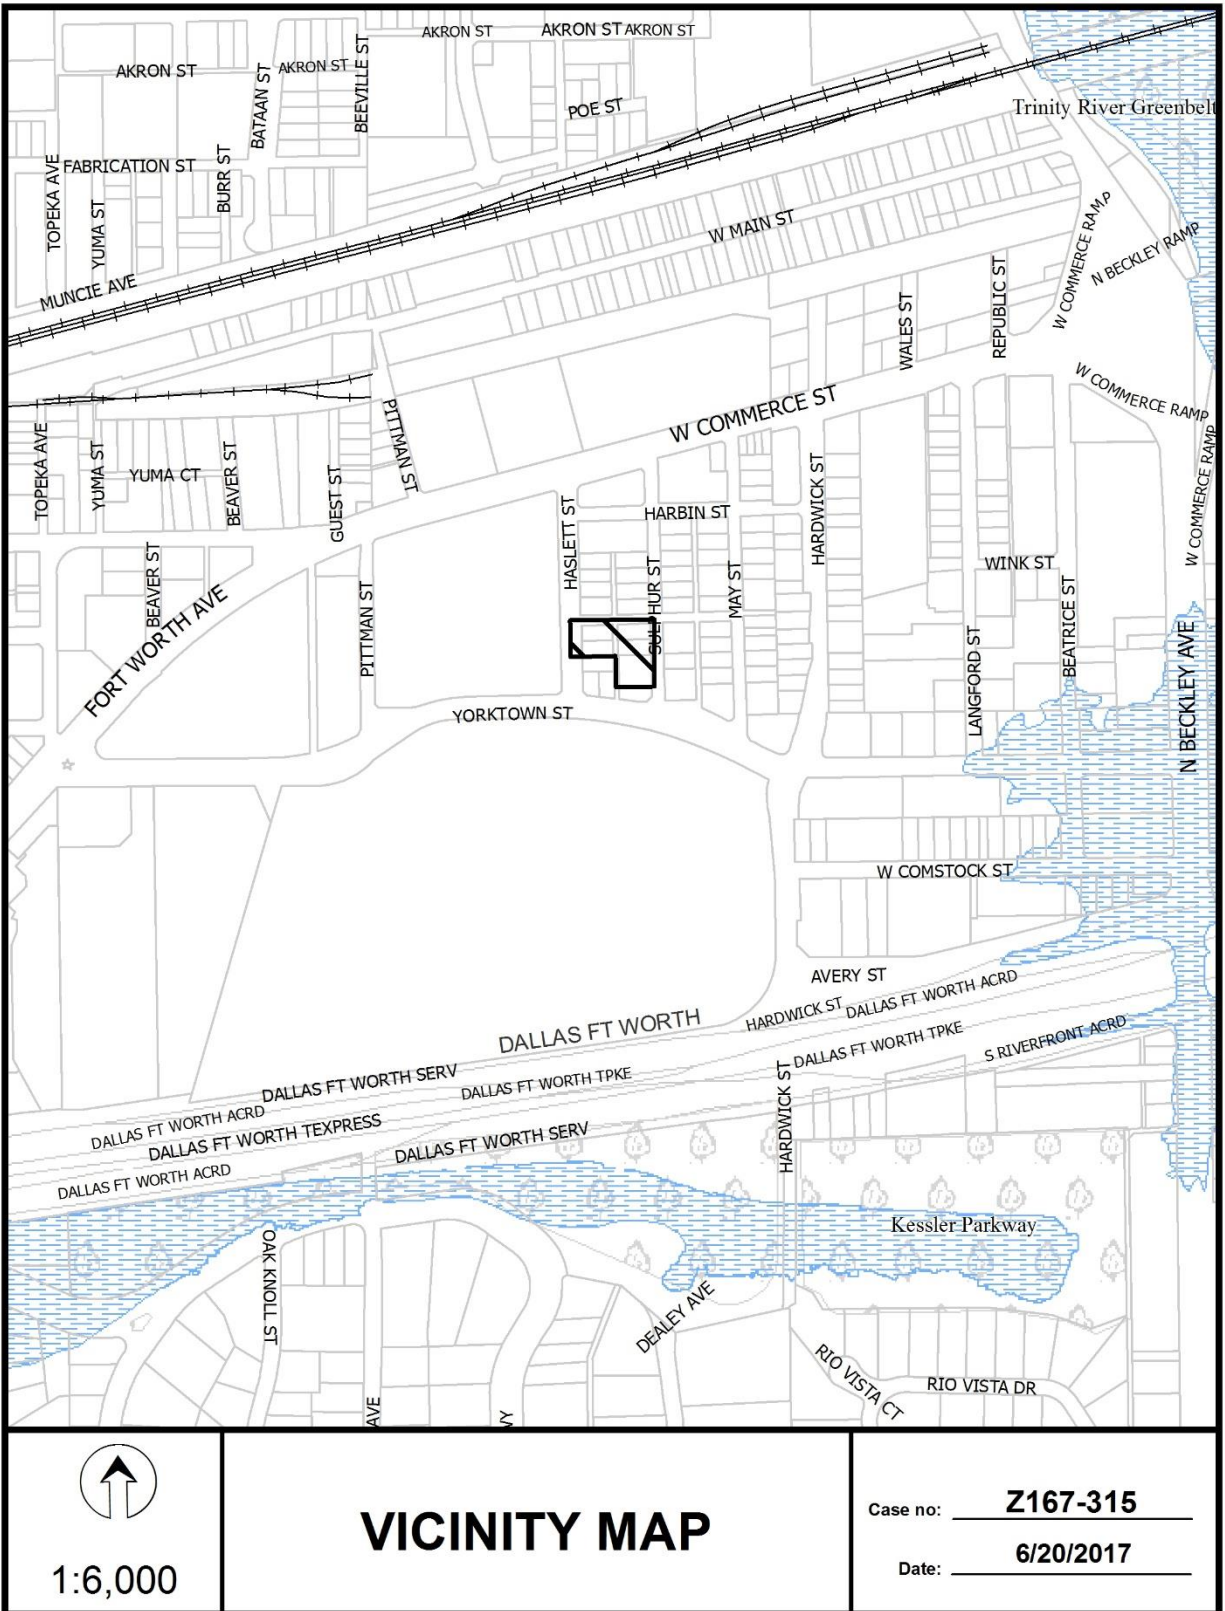 AKRON ST
AKRON ST
AKRON ST
AKRON ST
AKRON ST
BATAAN ST
BEEVILLE ST
POE ST
Trinity River Greenbelt
FABRICATION ST
TOPEKA AVE
YUMA ST
BURR ST
MUNCIE AVE
W MAIN ST
W COMMERCE RAMP
N BECKLEY RAMP
WALES ST
REPUBLIC ST
W COMMERCE RAMP
W COMMERCE RAMP
W COMMERCE ST
PITTMAN ST
TOPEKA AVE
YUMA ST
YUMA CT
BEAVER ST
GUEST ST
HASLETT ST
HARBIN ST
HARDWICK ST
BEAVER ST
FORT WORTH AVE
PITTMAN ST
SULPHUR ST
MAY ST
WINK ST
BEATRICE ST
LANGFORD ST
N BECKLEY AVE
YORKTOWN ST
W COMSTOCK ST
AVERY ST
DALLAS FT WORTH
HARDWICK ST
DALLAS FT WORTH ACRD
DALLAS FT WORTH SERV
DALLAS FT WORTH TPKE
DALLAS FT WORTH TPKE
S RIVERFRONT ACRD
DALLAS FT WORTH ACRD
DALLAS FT WORTH TEXPRESS
DALLAS FT WORTH SERV
DALLAS FT WORTH ACRD
HARDWICK ST
Kessler Parkway
OAK KNOLL ST
DEALEY AVE
RIO VISTA CT
RIO VISTA DR
AVE
1:6,000
VICINITY MAP
Case no: Z167-315
Date: 6/20/2017